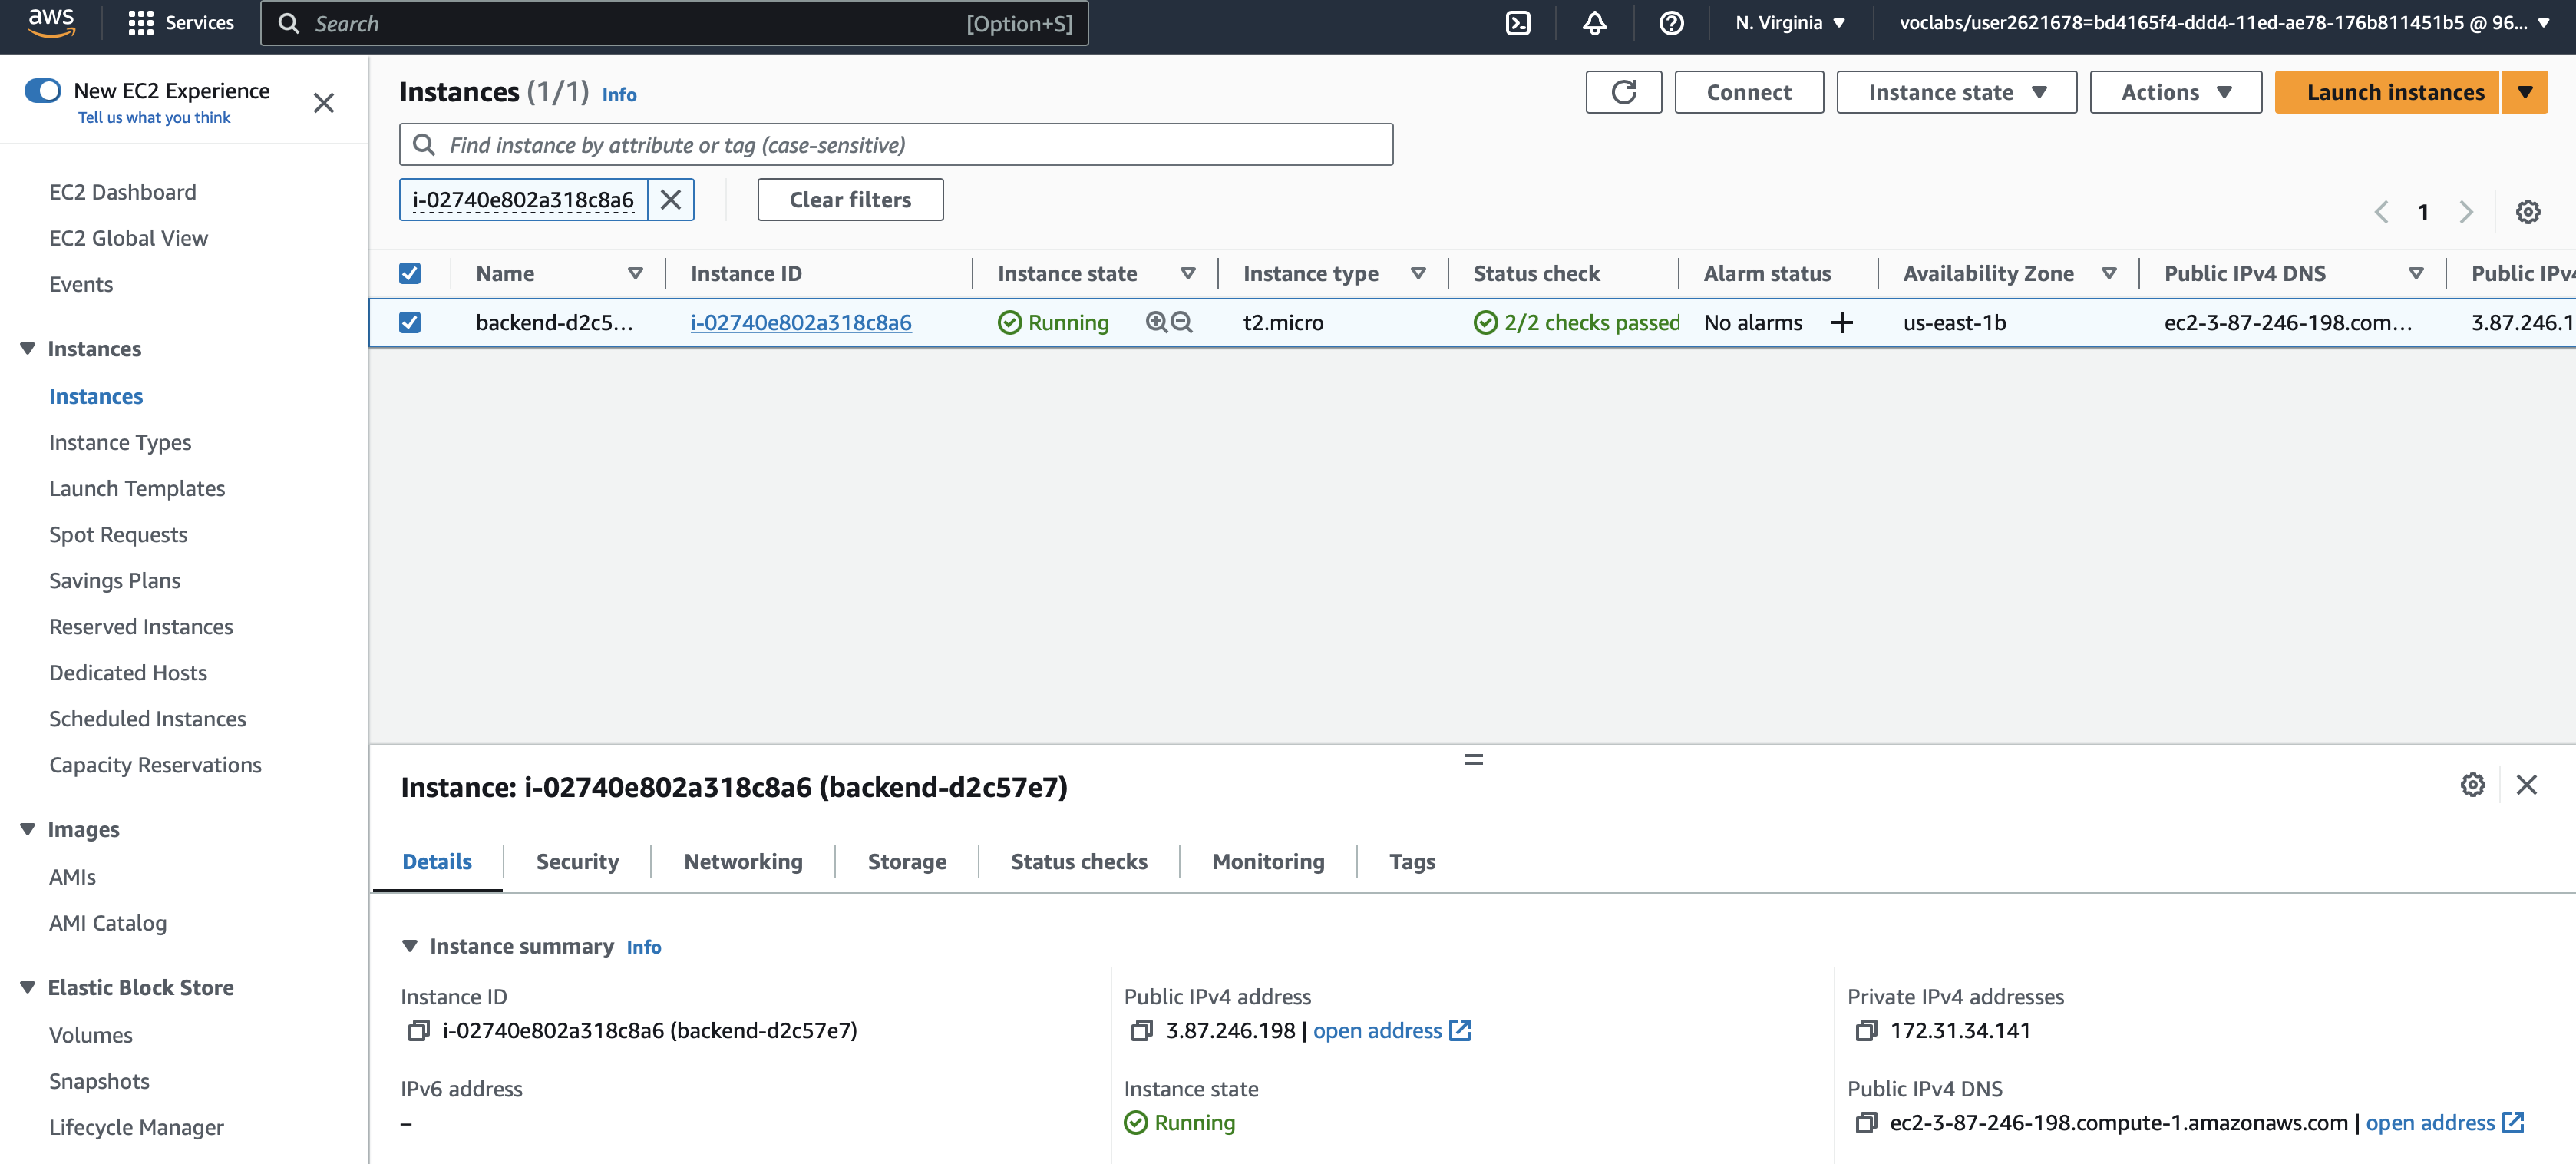 aws
Services
Search
[Option+S]
N. Virginia
voclabs/user2621678=bd4165f4-ddd4-11ed-ae78-176b811451b5 @ 96...
New EC2 Experience
Tell us what you think
EC2 Dashboard
EC2 Global View
Events
Instances
Instances
Instance Types
Launch Templates
Spot Requests
Savings Plans
Reserved Instances
Dedicated Hosts
Scheduled Instances
Capacity Reservations
Images
AMIs
AMI Catalog
Elastic Block Store
Volumes
Snapshots
Lifecycle Manager
Instances (1/1) Info
Connect
Instance state
Actions
Launch instances
Find instance by attribute or tag (case-sensitive)
i-02740e802a318c8a6
Clear filters
1
Name Instance ID Instance state Instance type Status check Alarm status Availability Zone Public IPv4 DNS Public IPv4
backend-d2c5... i-02740e802a318c8a6 Running t2.micro 2/2 checks passed No alarms + us-east-1b ec2-3-87-246-198.com... 3.87.246.1
Instance: i-02740e802a318c8a6 (backend-d2c57e7)
Details Security Networking Storage Status checks Monitoring Tags
Instance summary Info
Instance ID
i-02740e802a318c8a6 (backend-d2c57e7)
IPv6 address
–
Public IPv4 address
3.87.246.198 | open address
Instance state
Running
Private IPv4 addresses
172.31.34.141
Public IPv4 DNS
ec2-3-87-246-198.compute-1.amazonaws.com | open address